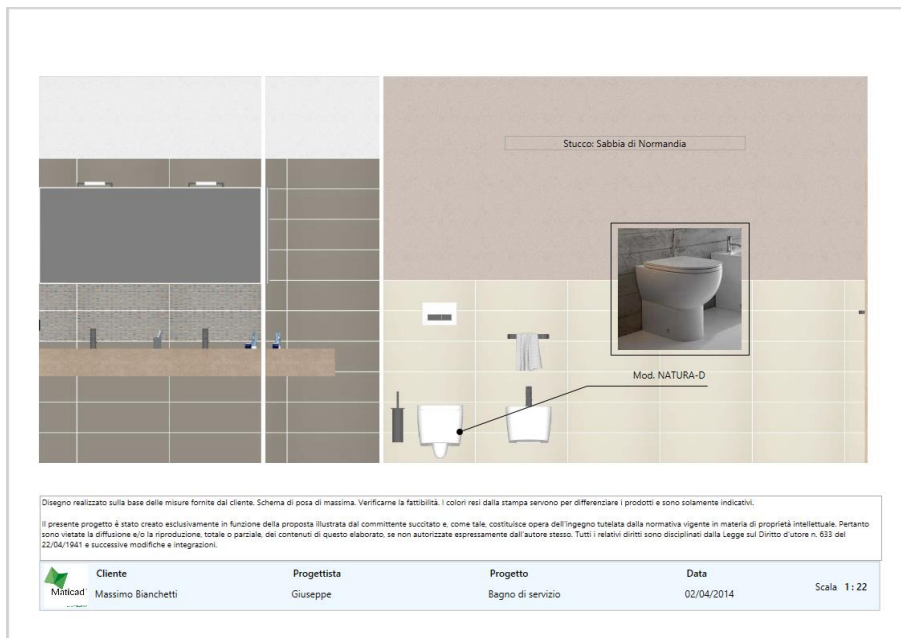 Stucco: Sabbia di Normandia
Mod. NATURA-D
Disegno realizzato sulla base delle misure fornite dal cliente. Schema di posa di massima. Verificarne la fattibilità. I colori resi dalla stampa servono per differenziare i prodotti e sono solamente indicativi.
Il presente progetto è stato creato esclusivamente in funzione della proposta illustrata dal committente succitato e, come tale, costituisce opera dell'ingegno tutelata dalla normativa vigente in materia di proprietà intellettuale. Pertanto
sono vietate la diffusione e/o la riproduzione, totale o parziale, dei contenuti di questo elaborato, se non autorizzate espressamente dall'autore stesso. Tutti i relativi diritti sono disciplinati dalla Legge sul Diritto d'utore n. 633 del
22/04/1941 e successive modifiche e integrazioni.
Maticad
Cliente Progettista Progetto Data
Massimo Bianchetti Giuseppe Bagno di servizio 02/04/2014
Scala 1 : 22